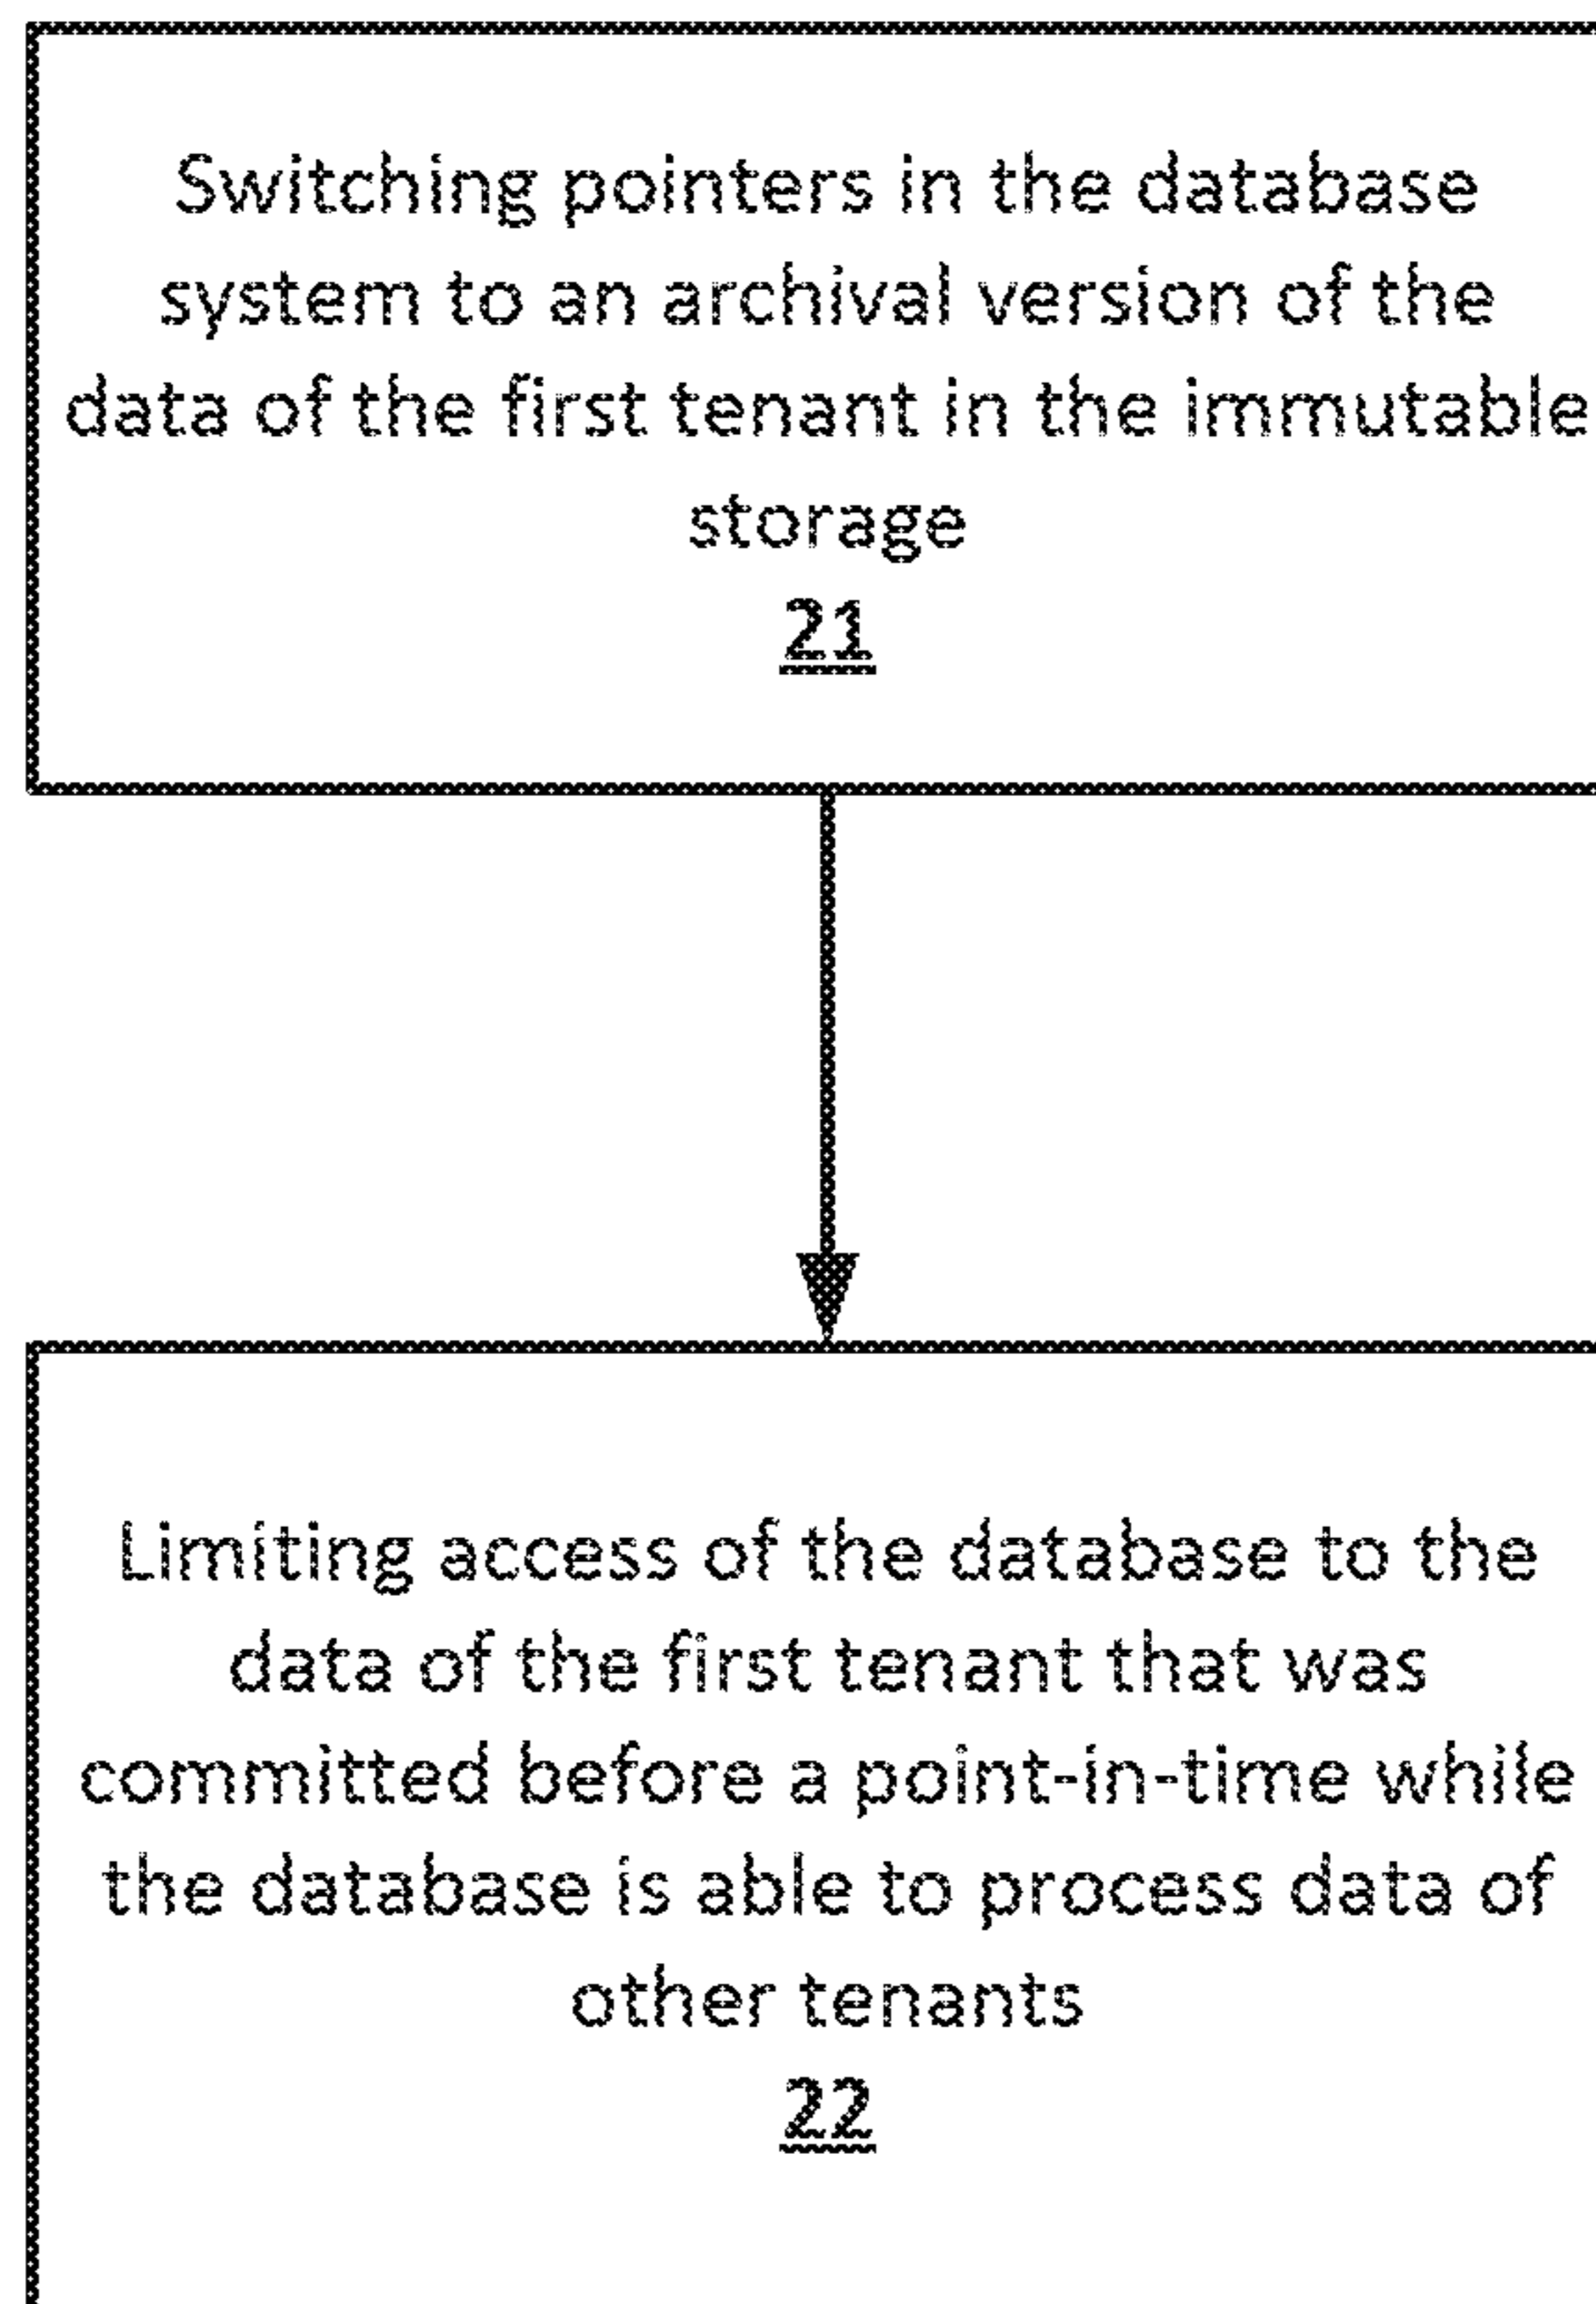 Switching pointers in the database
system to an archival version of the
data of the first tenant in the immutable
storage
21
Limiting access of the database to the
data of the first tenant that was
committed before a point-in-time while
the database is able to process data of
other tenants
22